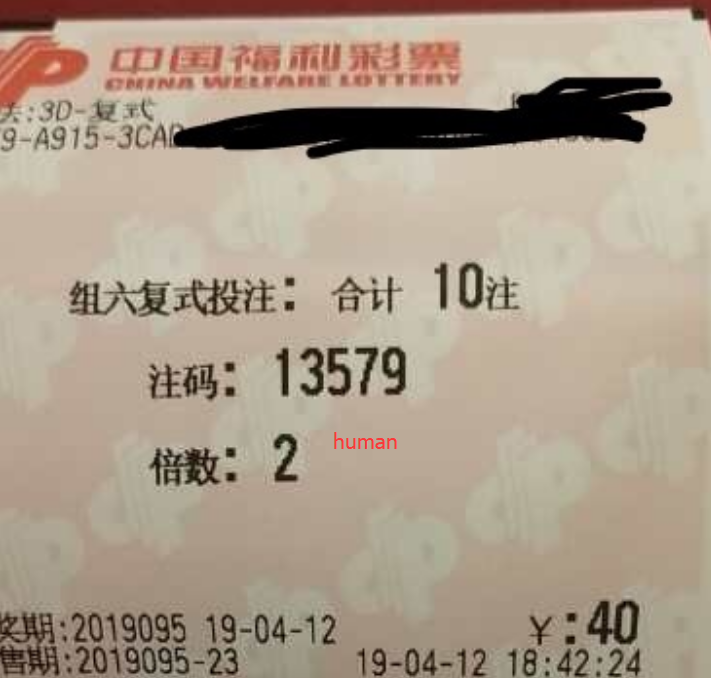 中国福利彩票
CHINA WELFARE LOTTERY
:3D-复式
9-A915-3CA
组六复式投注: 合计 10注
注码: 13579
倍数: 2
human
奖期:2019095 19-04-12
¥:40
售期:2019095-23
19-04-12 18:42:24